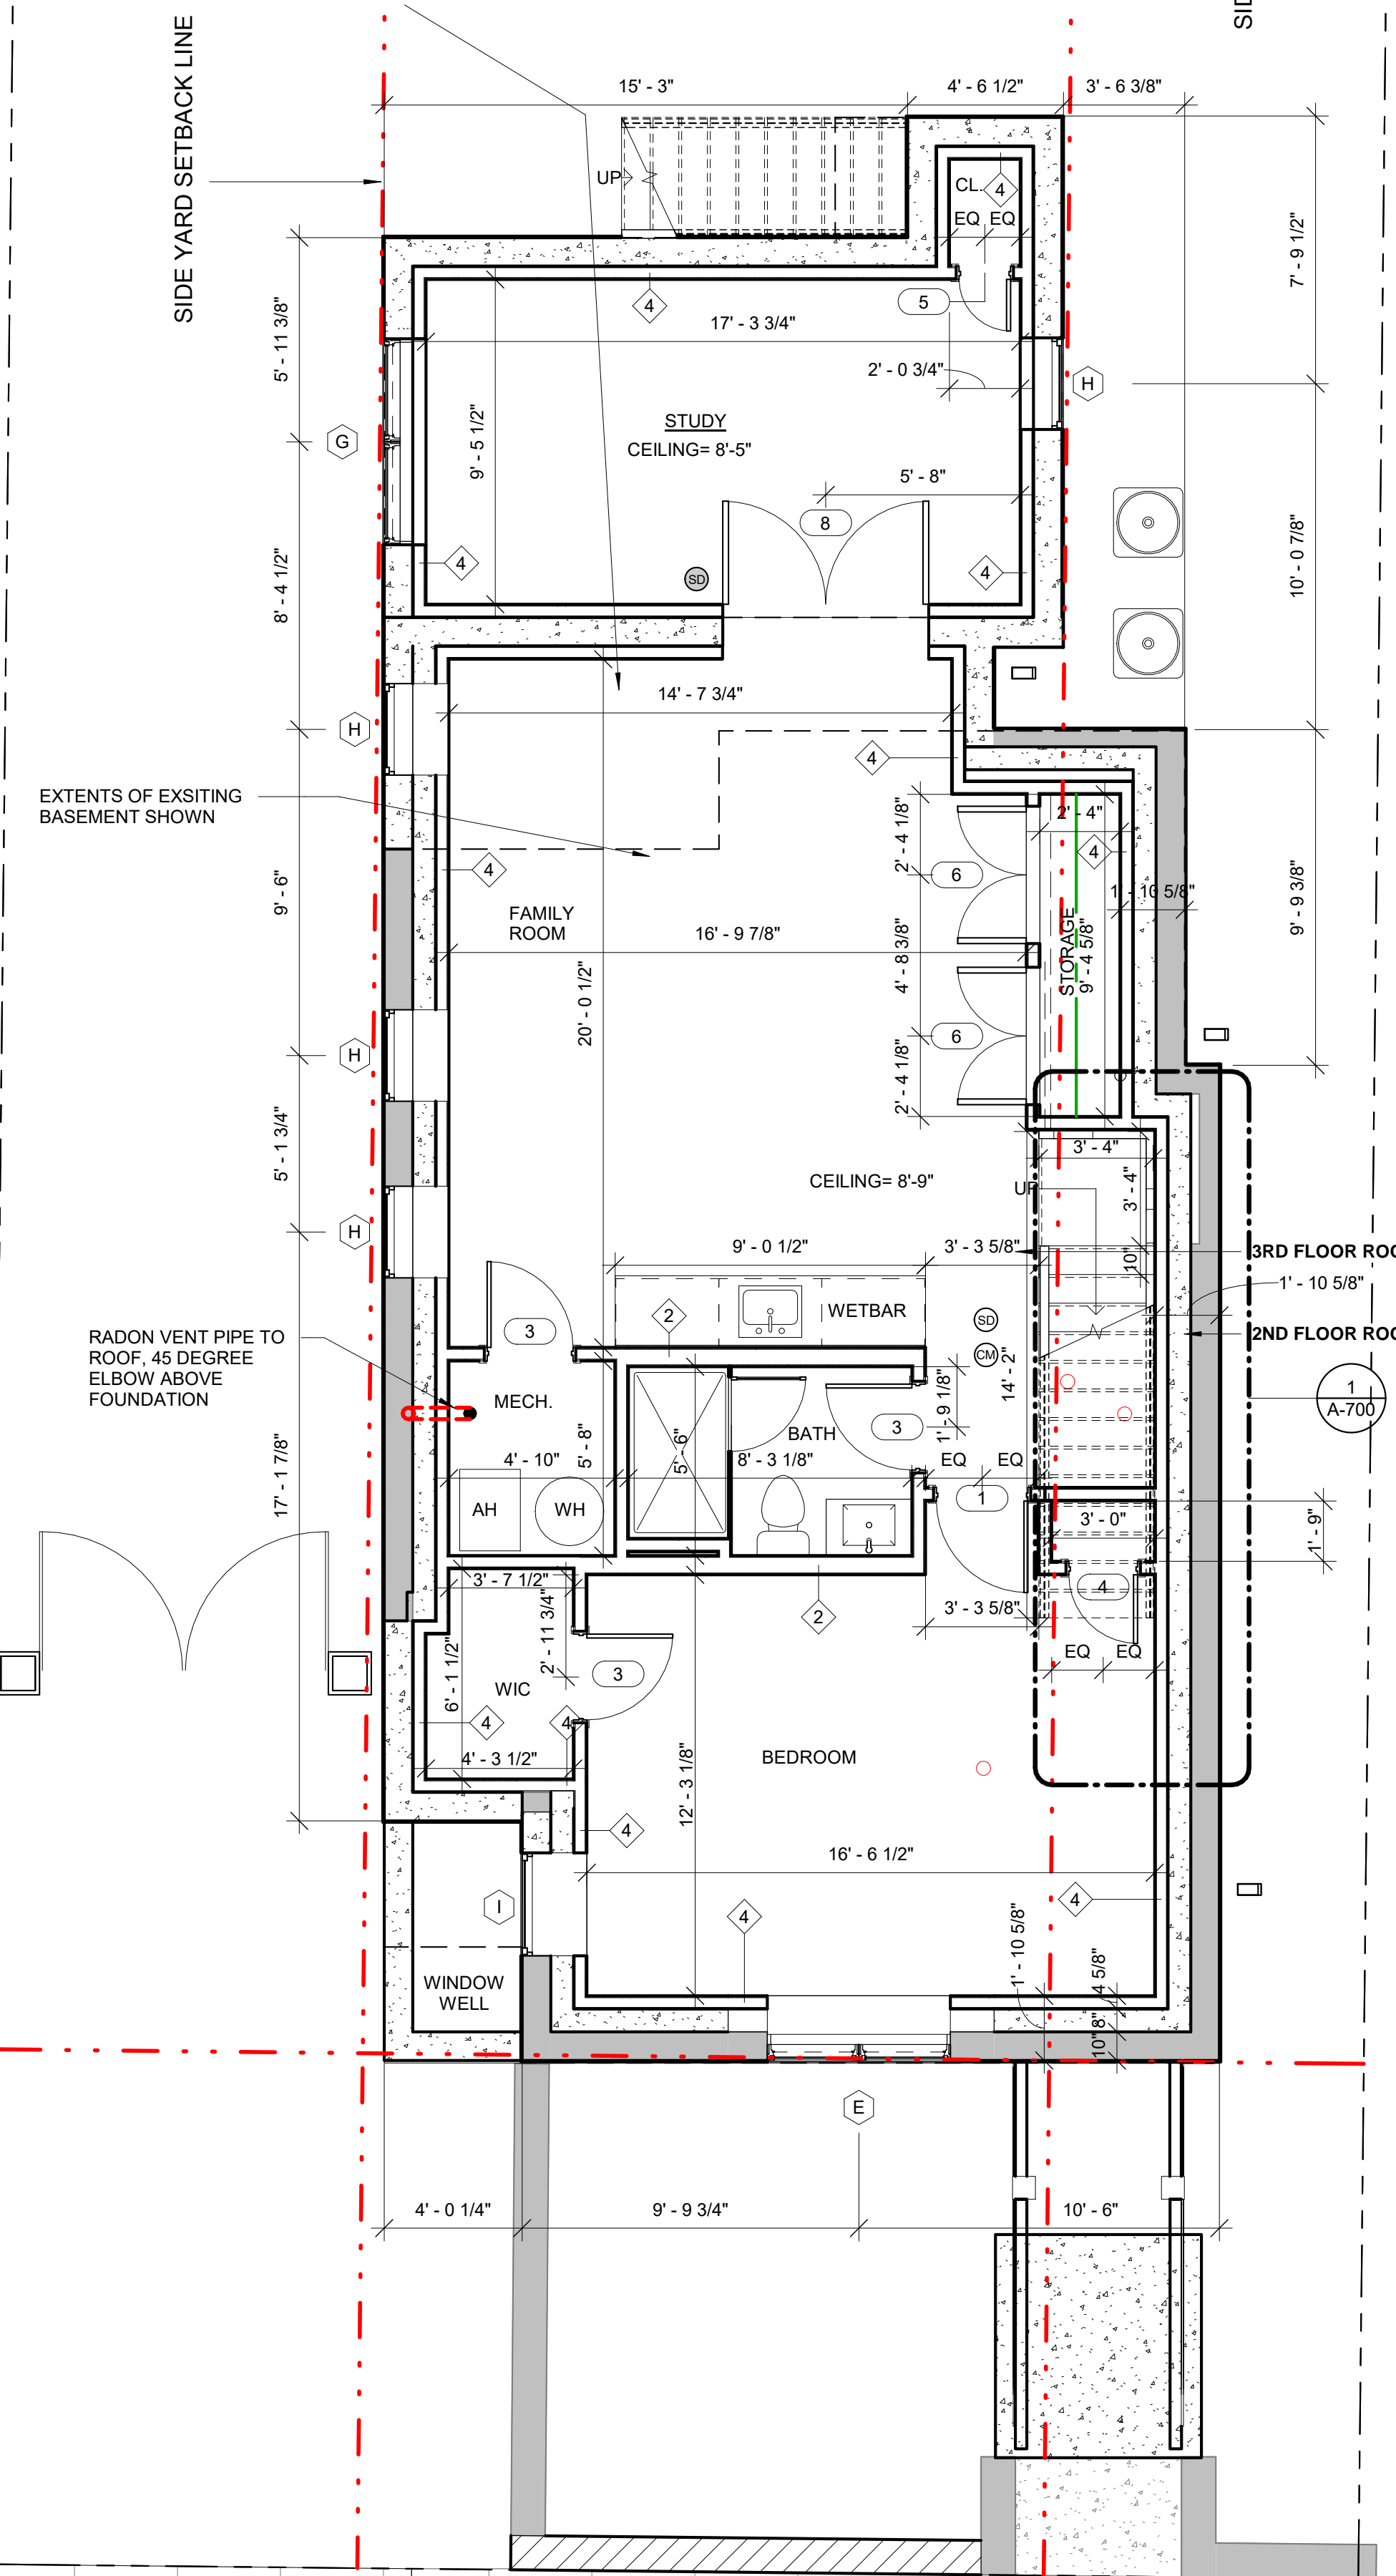 SIDE YARD SETBACK LINE
15' - 3"
4' - 6 1/2"
3' - 6 3/8"
UP
CL.
4
EQ
EQ
5
4
7' - 9 1/2"
5' - 11 3/8"
17' - 3 3/4"
2' - 0 3/4"
H
G
STUDY
CEILING= 8'-5"
9' - 5 1/2"
5' - 8"
8
4
4
SD
8' - 4 1/2"
10' - 0 7/8"
14' - 7 3/4"
H
4
EXTENTS OF EXSITING
BASEMENT SHOWN
2' - 4 1/8"
2' - 4"
4
4
6
1' - 10 5/8"
9' - 6"
FAMILY
ROOM
16' - 9 7/8"
4' - 8 3/8"
STORAGE
9' - 4 5/8"
9' - 9 3/8"
20' - 0 1/2"
H
6
2' - 4 1/8"
5' - 1 3/4"
3' - 4"
CEILING= 8'-9"
UP
3' - 4"
H
9' - 0 1/2"
3' - 3 5/8"
10"
3RD FLOOR ROO
1' - 10 5/8"
2
WETBAR
SD
3
2ND FLOOR ROO
RADON VENT PIPE TO
ROOF, 45 DEGREE
ELBOW ABOVE
FOUNDATION
CM
14' - 2"
1
A-700
MECH.
BATH
3
1' - 9 1/8"
5' - 8"
5' - 6"
4' - 10"
8' - 3 1/8"
EQ
EQ
17' - 1 7/8"
AH
WH
1
3' - 0"
1' - 9"
3' - 7 1/2"
4
2' - 11 3/4"
2
3' - 3 5/8"
6' - 1 1/2"
WIC
3
EQ
EQ
4
4
4' - 3 1/2"
BEDROOM
12' - 3 1/8"
4
16' - 6 1/2"
I
4
4
1' - 10 5/8"
4 5/8"
8"
10"
WINDOW
WELL
E
4' - 0 1/4"
9' - 9 3/4"
10' - 6"